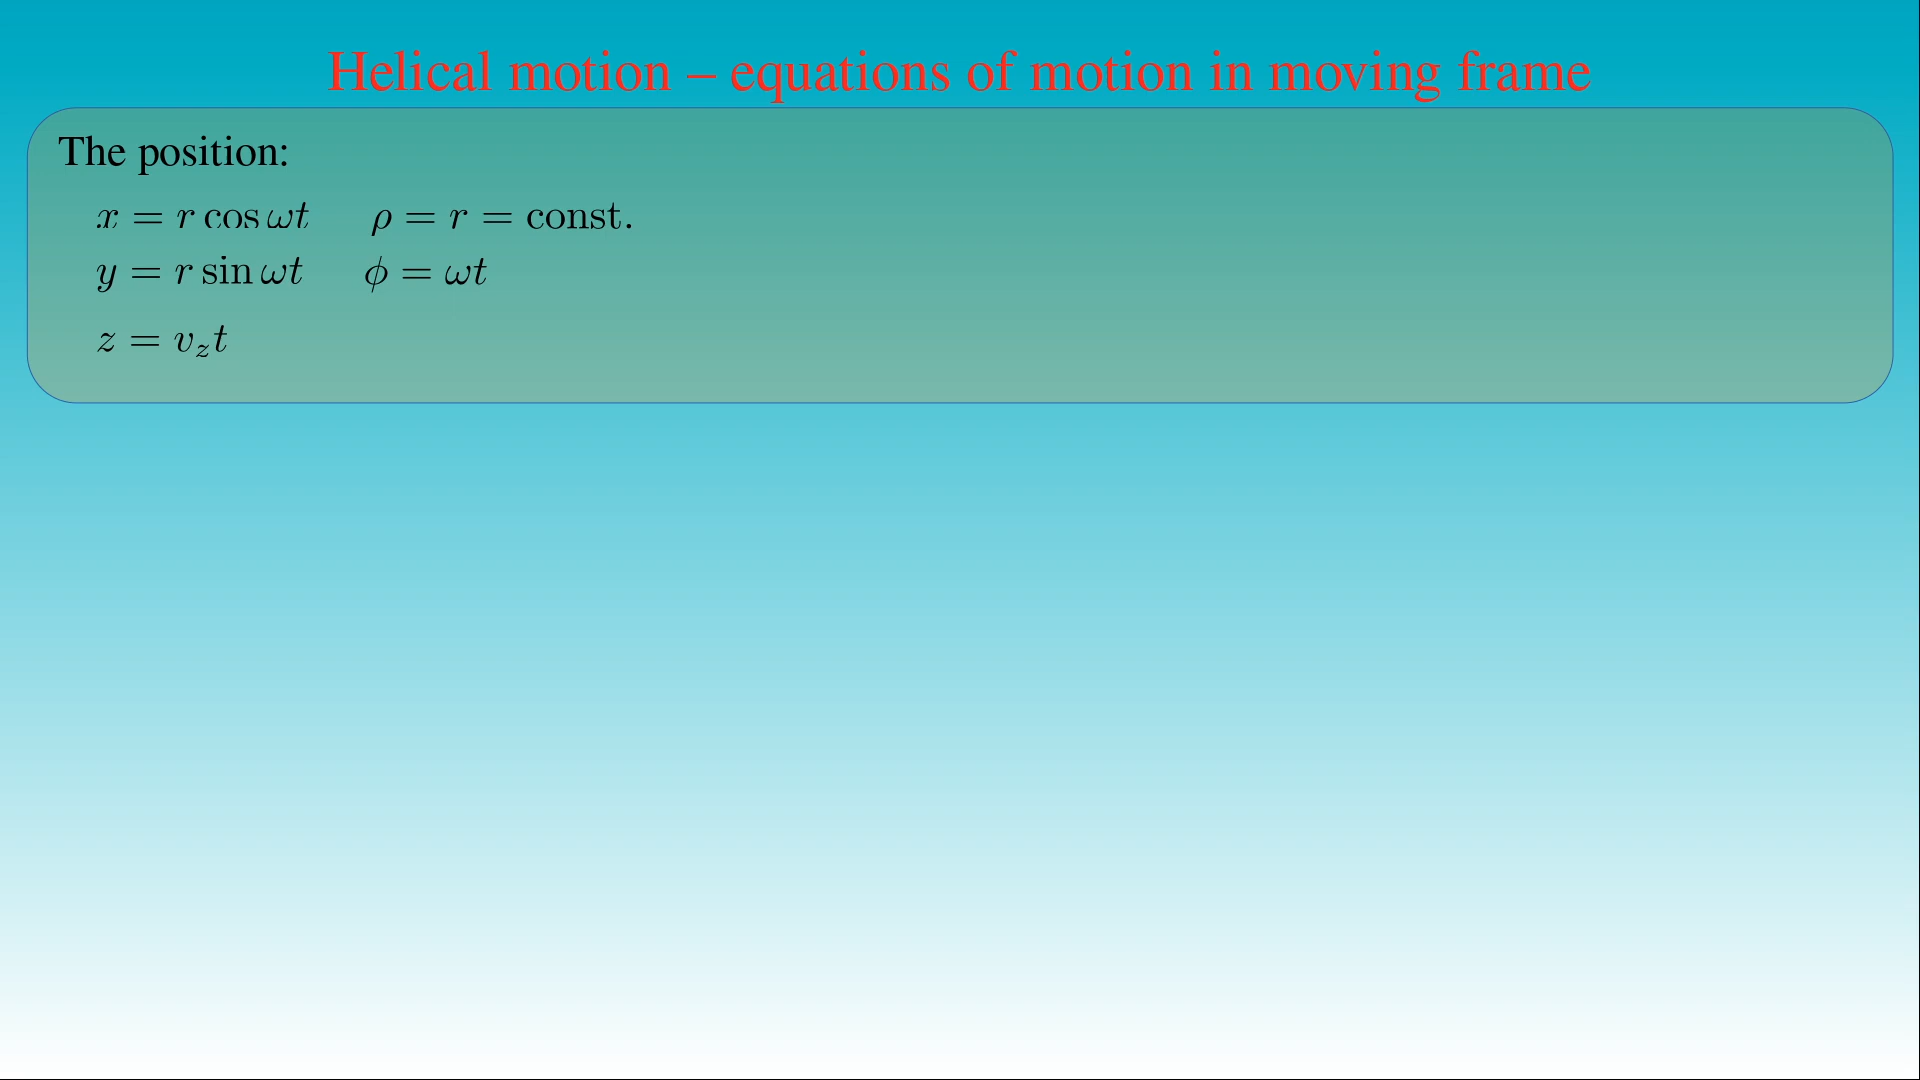 Helical motion – equations of motion in moving frame
The position:
x = r cos ωt ρ = r = const.
y = r sin ωt ϕ = ωt
z = v_z t